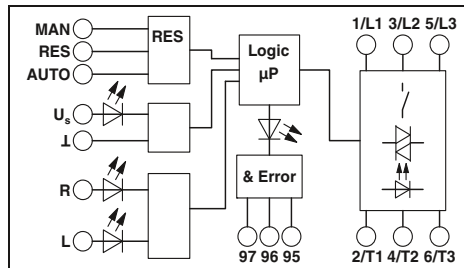 MAN
RES
AUTO
RES
Us
⊥
R
L
Logic
µP
& Error
97 96 95
1/L1 3/L2 5/L3
2/T1 4/T2 6/T3